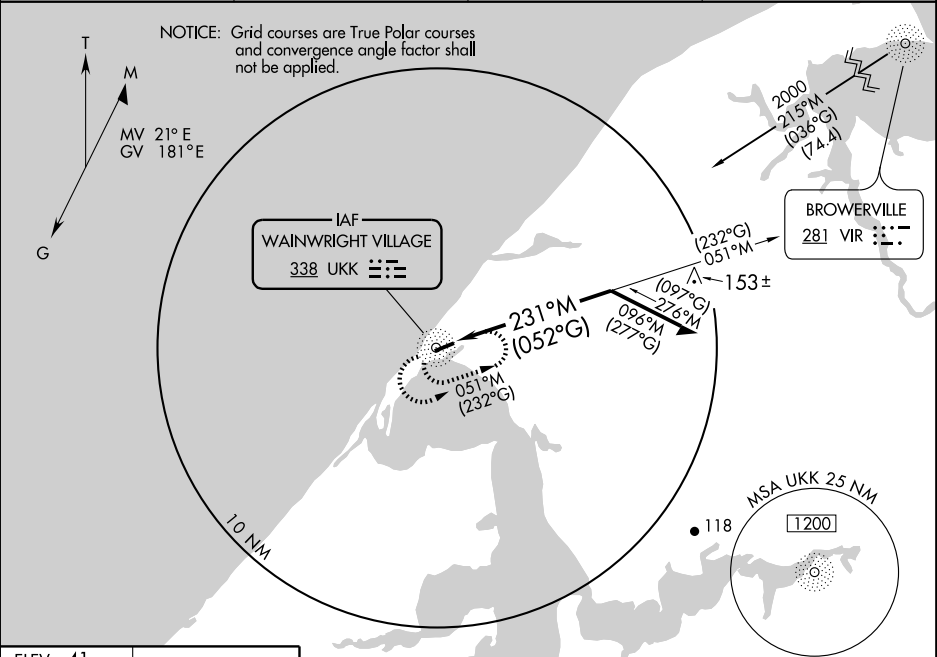 NOTICE: Grid courses are True Polar courses
and convergence angle factor shall
not be applied.
T
M
MV 21° E
GV 181°E
G
2000
215°M
(036°G)
(74.4)
IAF
WAINWRIGHT VILLAGE
338 UKK
BROWERVILLE
281 VIR
(232°G)
051°M
153±
(097°G)
276°M
096°M
(277°G)
231°M
(052°G)
051°M
(232°G)
10 NM
118
MSA UKK 25 NM
1200
ELEV 41